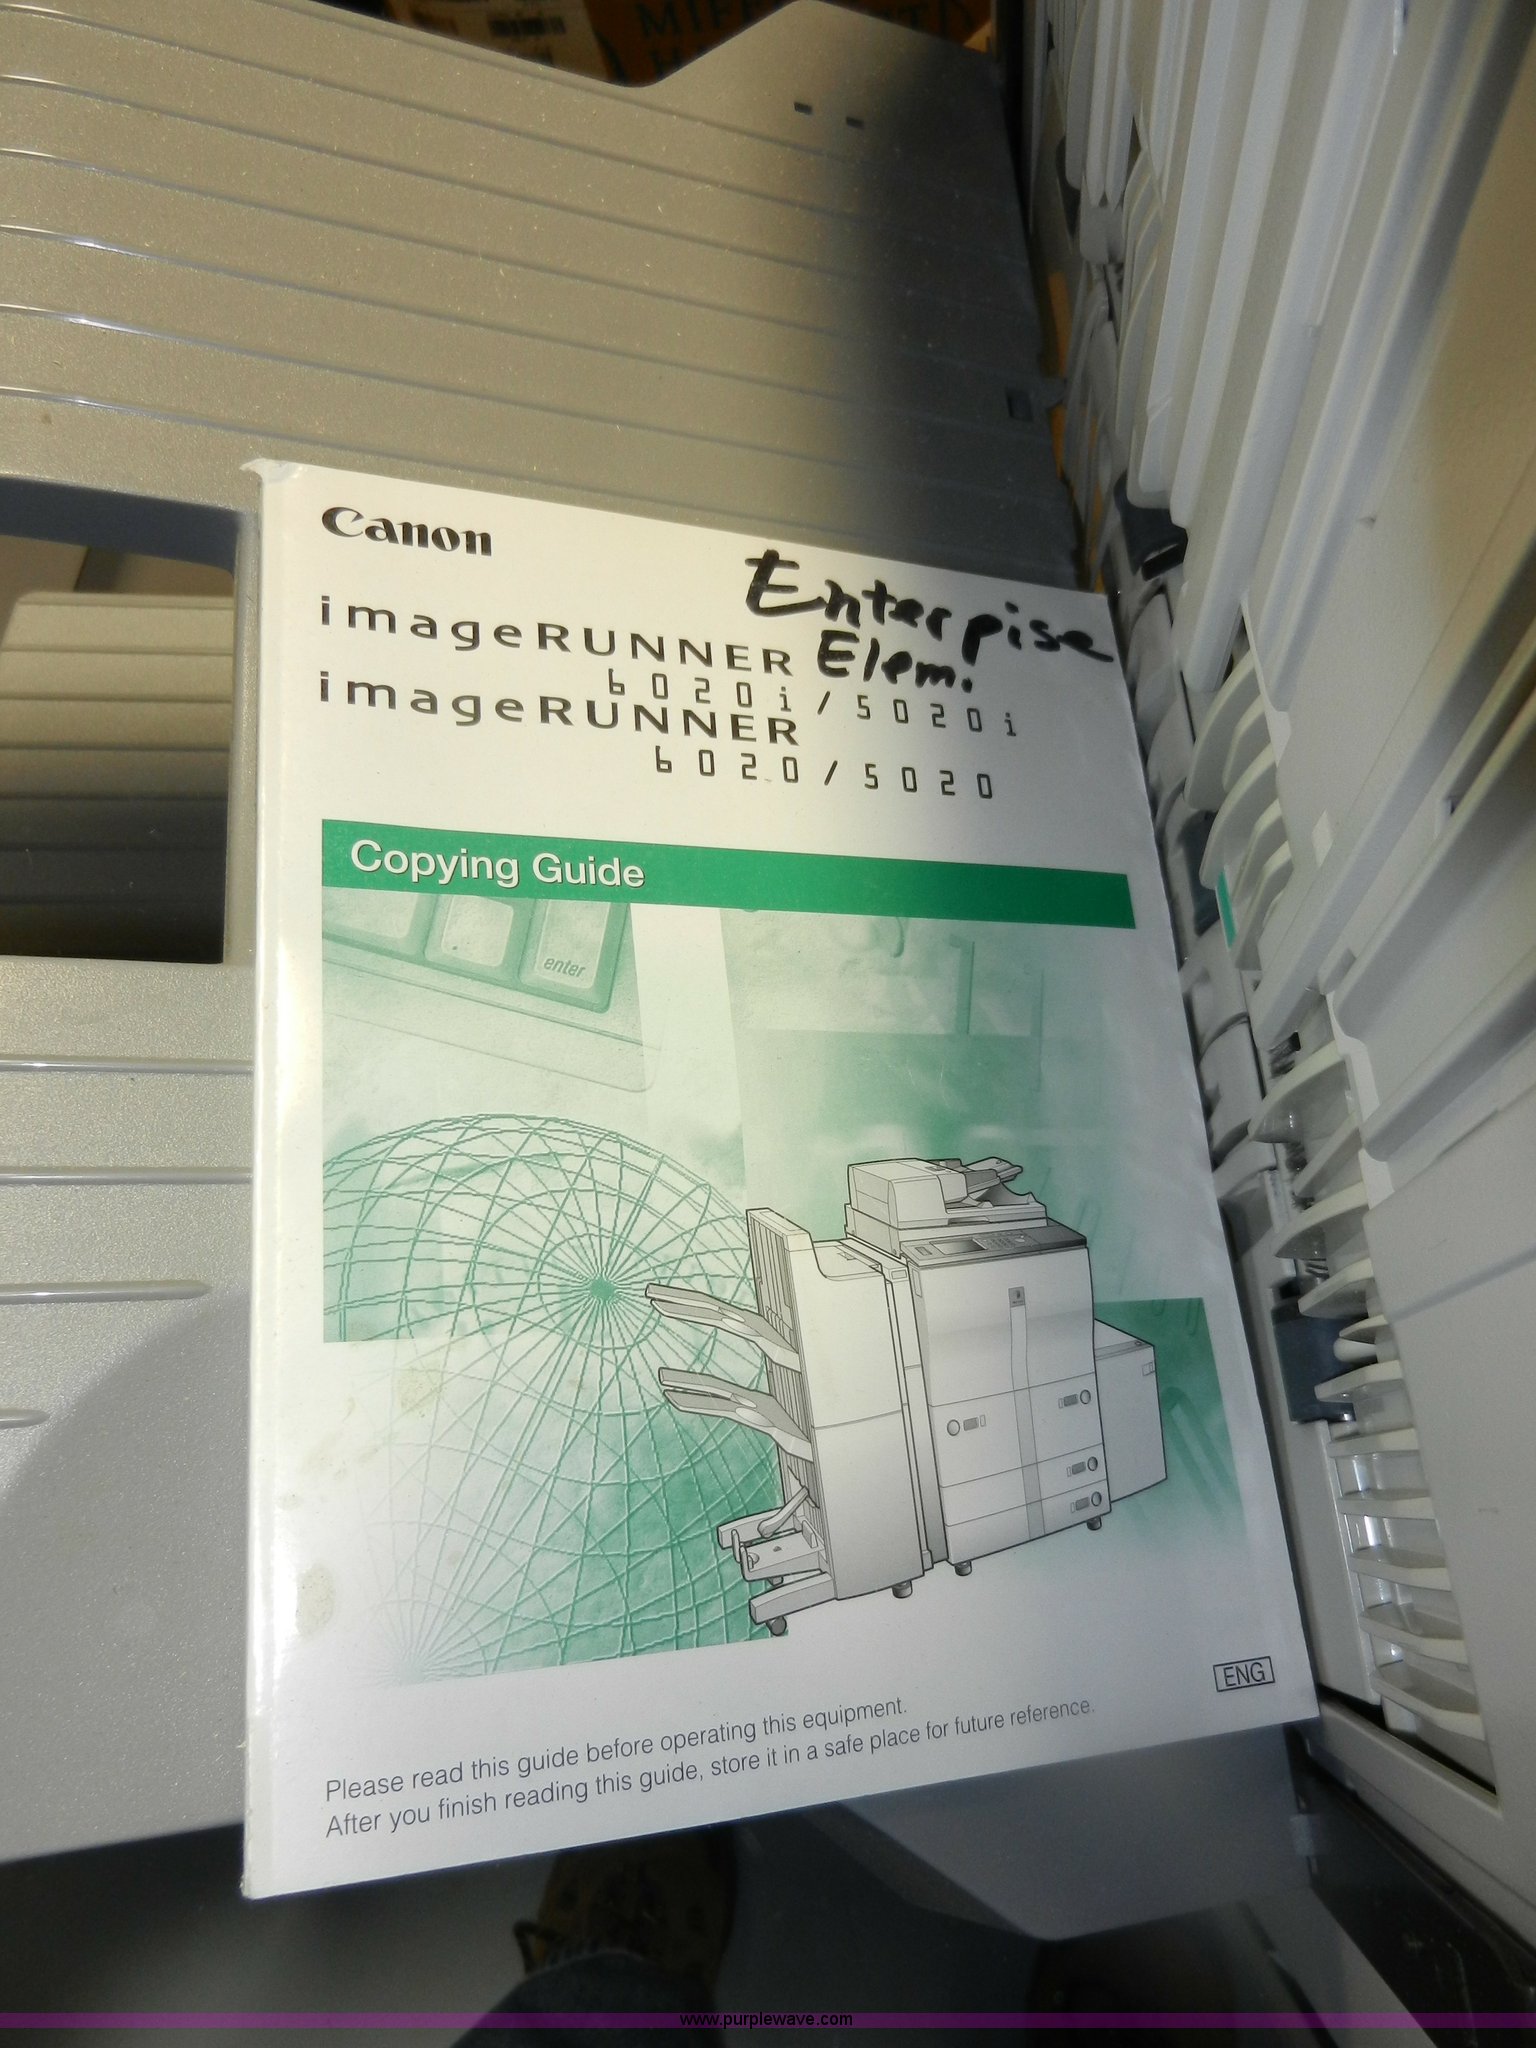 Canon
Enterpise
Elem.
imageRUNNER
6020i/5020i
imageRUNNER
6020/5020
Copying Guide
enter
ENG
Please read this guide before operating this equipment.
After you finish reading this guide, store it in a safe place for future reference.
www.purplewave.com